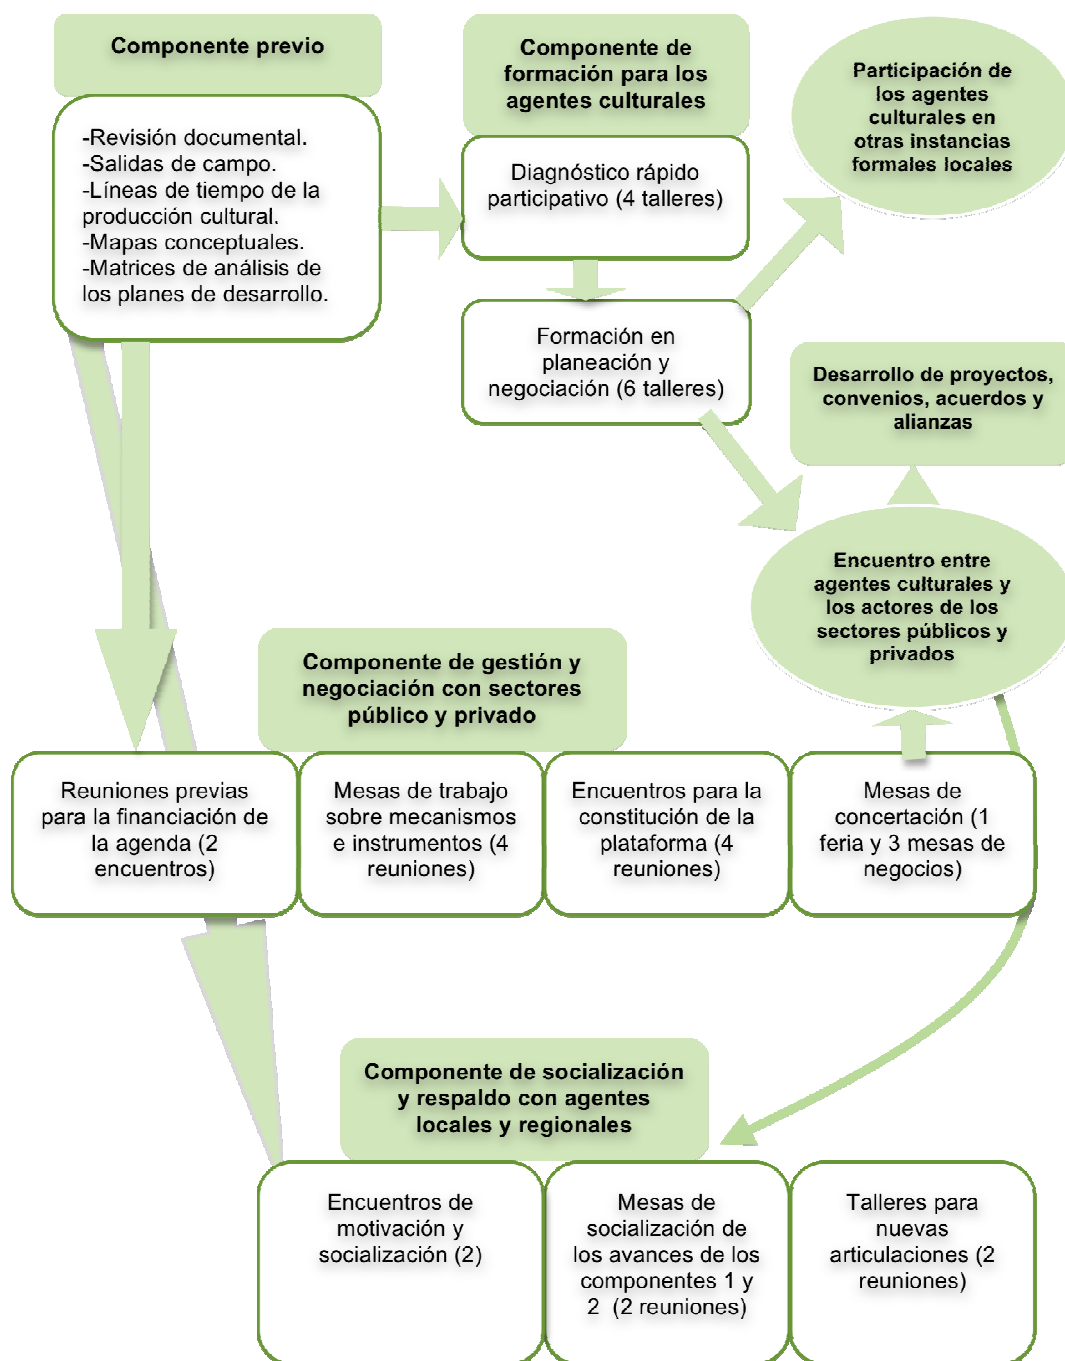 Componente previo
-Revisión documental.
-Salidas de campo.
-Líneas de tiempo de la
producción cultural.
-Mapas conceptuales.
-Matrices de análisis de
los planes de desarrollo.
Componente de
formación para los
agentes culturales
Diagnóstico rápido
participativo (4 talleres)
Formación en
planeación y
negociación (6 talleres)
Participación de
los agentes
culturales en
otras instancias
formales locales
Desarrollo de proyectos,
convenios, acuerdos y
alianzas
Encuentro entre
agentes culturales y
los actores de los
sectores públicos y
privados
Componente de gestión y
negociación con sectores
público y privado
Reuniones previas
para la financiación de
la agenda (2
encuentros)
Mesas de trabajo
sobre mecanismos
e instrumentos (4
reuniones)
Encuentros para la
constitución de la
plataforma (4
reuniones)
Mesas de
concertación (1
feria y 3 mesas de
negocios)
Componente de socialización
y respaldo con agentes
locales y regionales
Encuentros de
motivación y
socialización (2)
Mesas de
socialización de
los avances de los
componentes 1 y
2 (2 reuniones)
Talleres para
nuevas
articulaciones (2
reuniones)